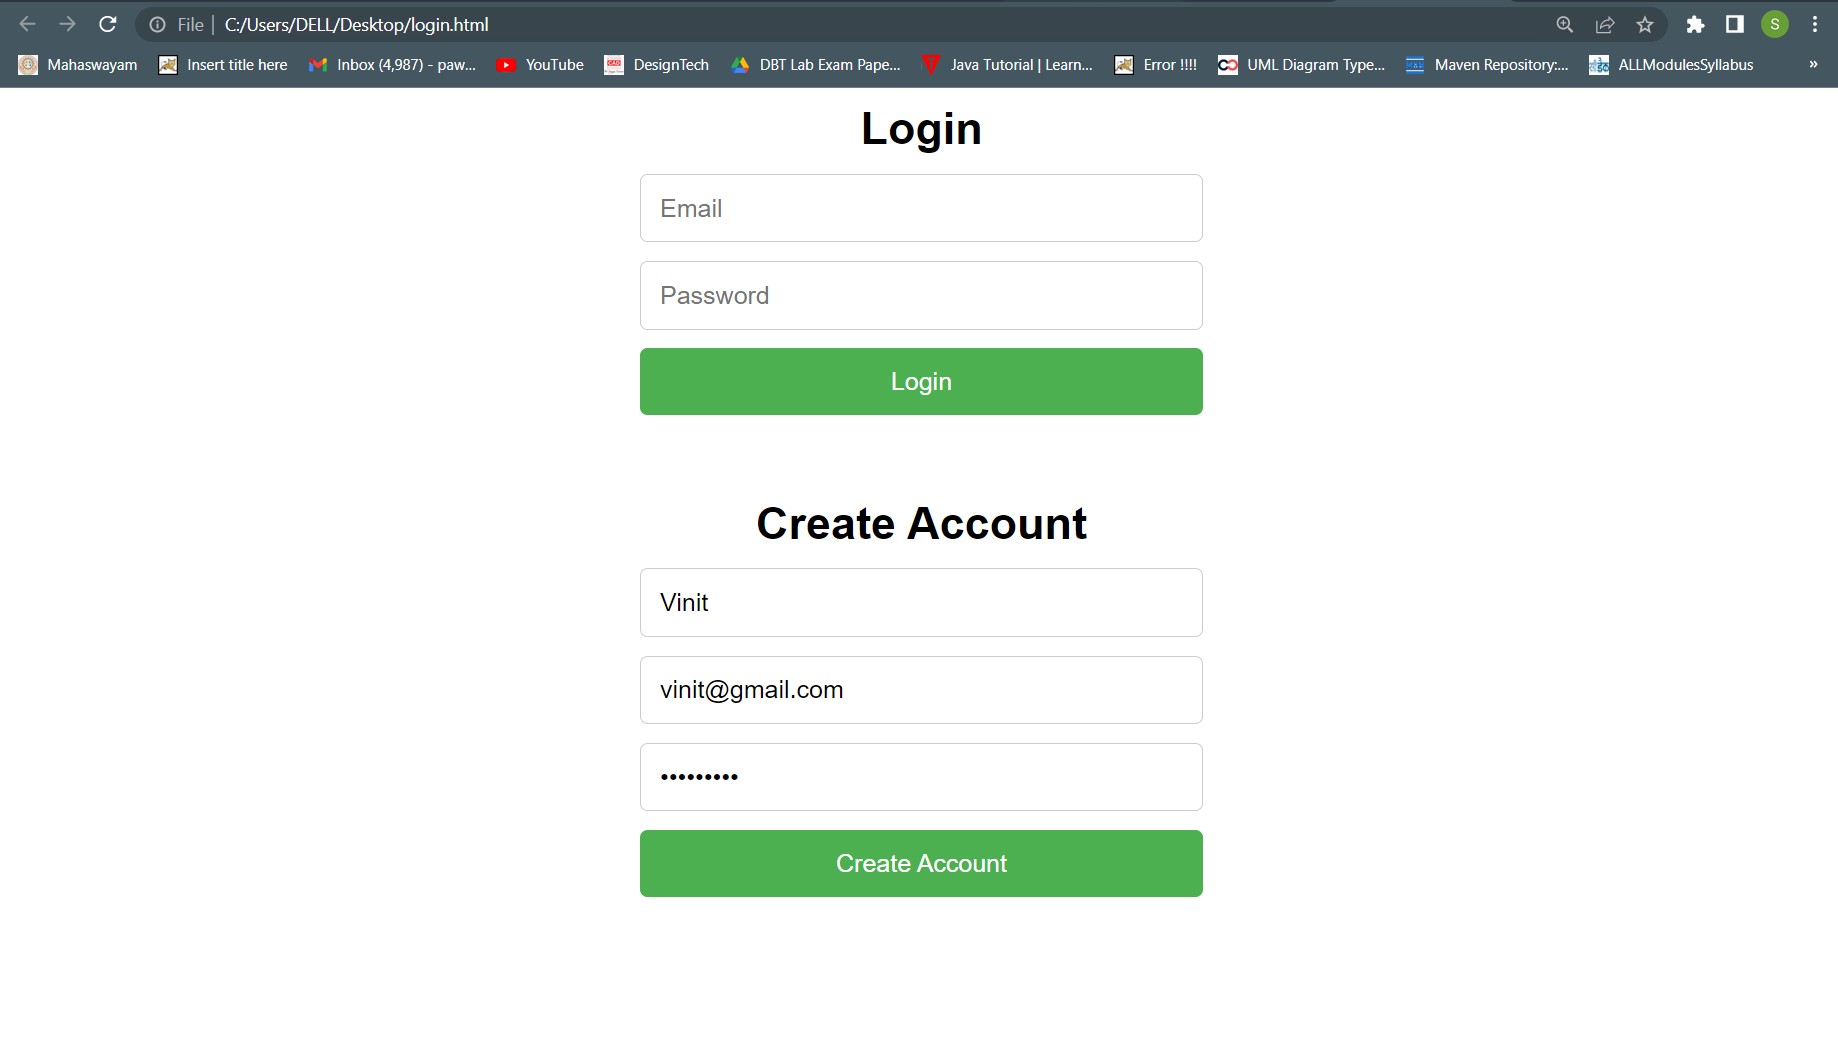 File | C:/Users/DELL/Desktop/login.html S
Mahaswayam Insert title here Inbox (4,987) - paw... YouTube DesignTech DBT Lab Exam Pape... Java Tutorial | Learn... Error !!!! UML Diagram Type... Maven Repository:... ALLModulesSyllabus »
Login
Email
Password
Login
Create Account
Vinit
vinit@gmail.com
•••••••••
Create Account